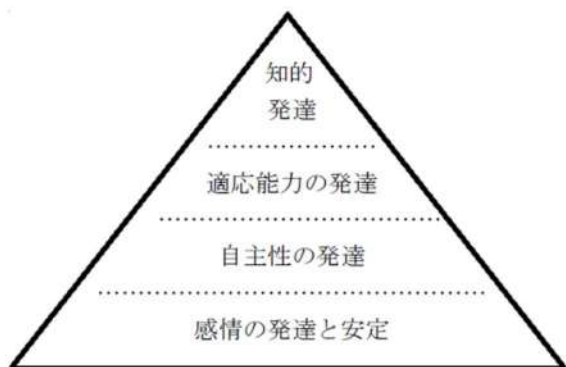 知的
発達
適応能力の発達
自主性の発達
感情の発達と安定